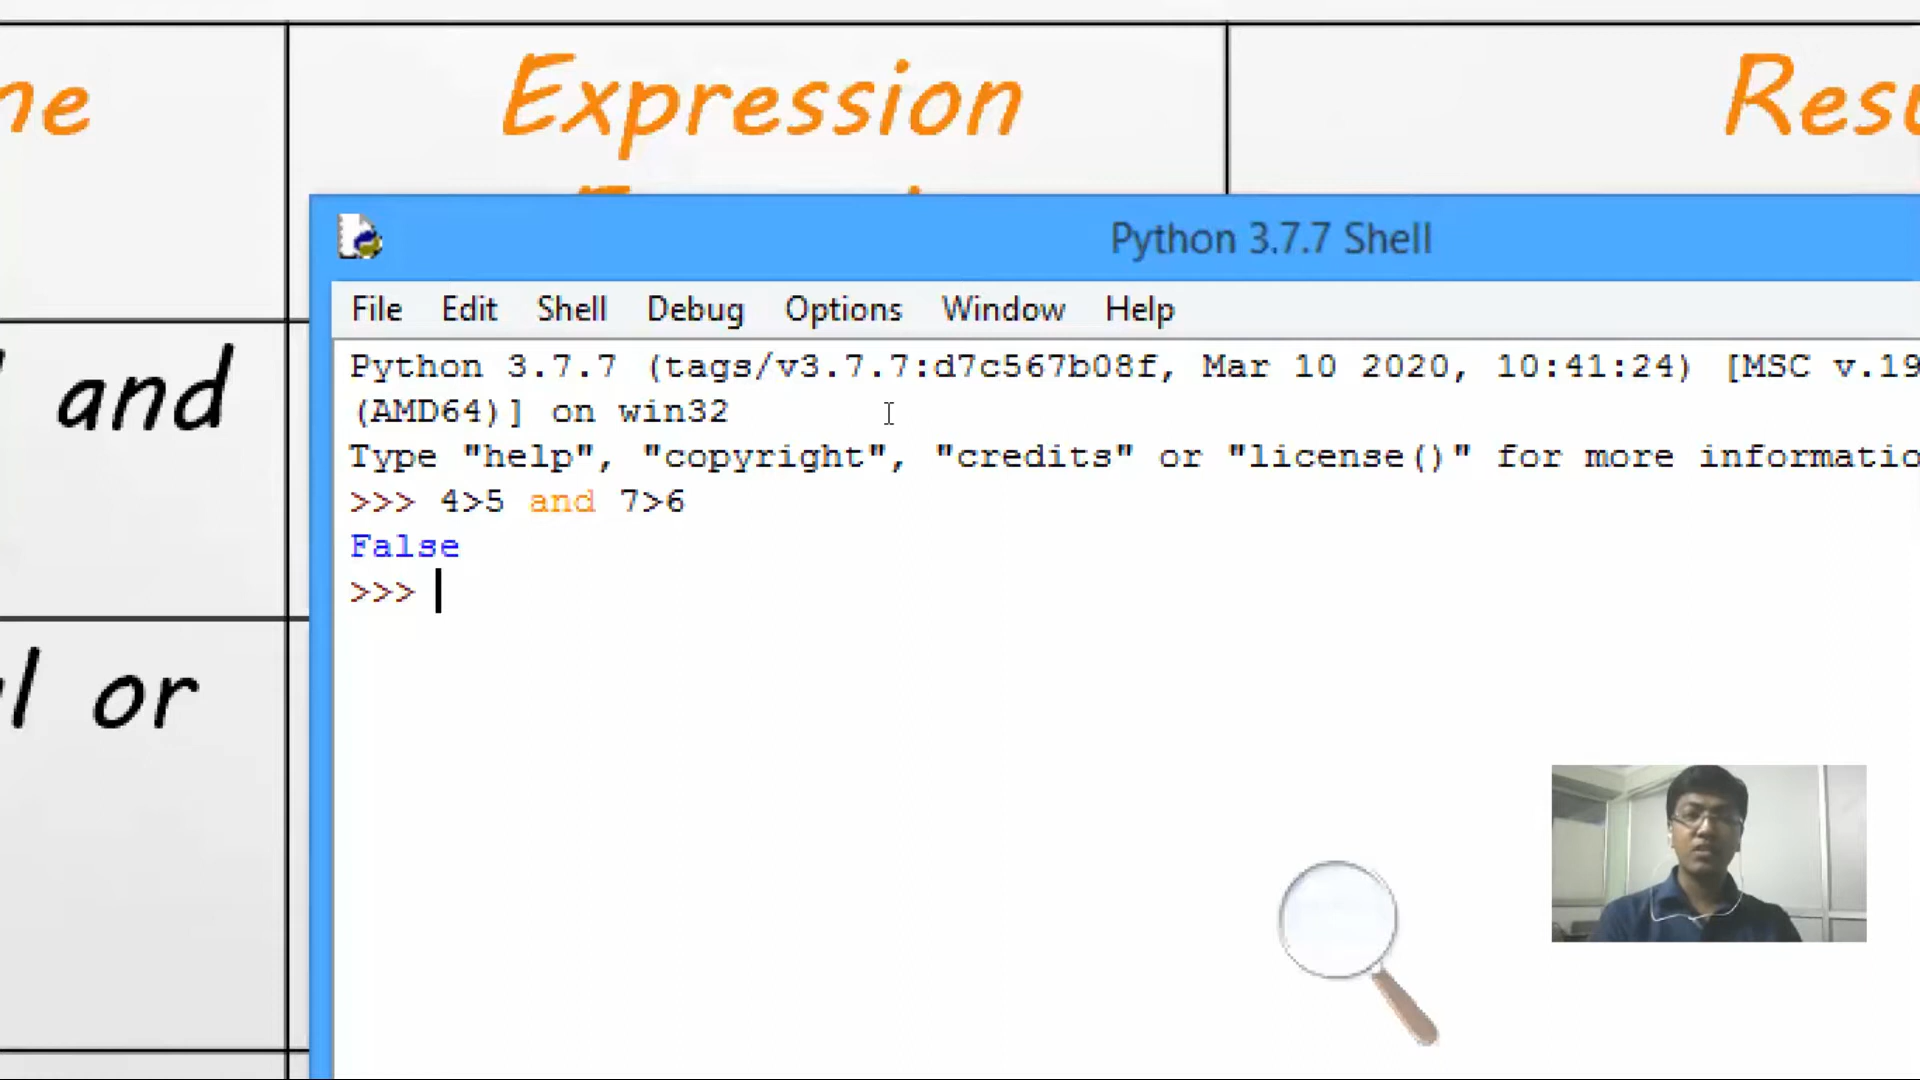 Expression
Python 3.7.7 Shell
File Edit Shell Debug Options Window Help
Python 3.7.7 (tags/v3.7.7:d7c567b08f, Mar 10 2020, 10:41:24) [MSC v.19
(AMD64)] on win32
Type "help", "copyright", "credits" or "license()" for more informatio
>>> 4>5 and 7>6
False
>>>
and
or